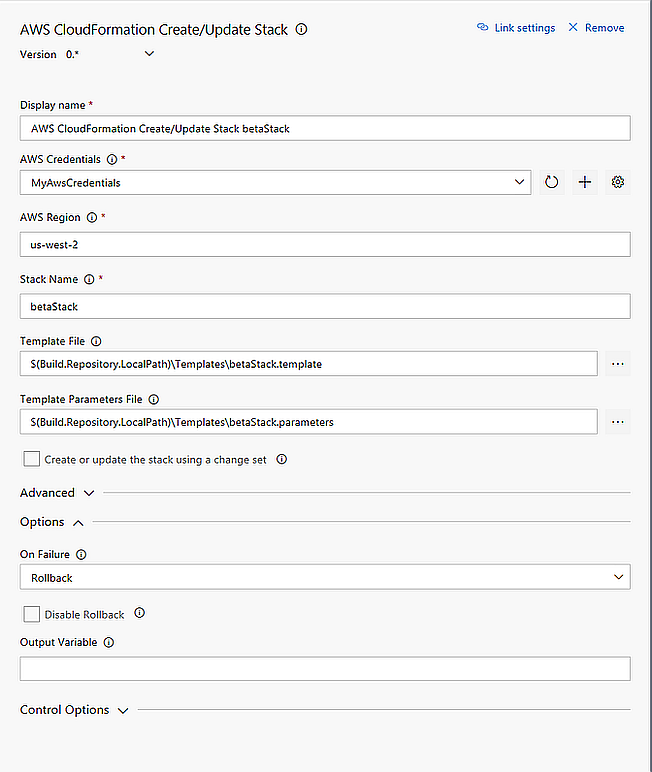 AWS CloudFormation Create/Update Stack
Link settings
Remove
Version 0.*
Display name *
AWS CloudFormation Create/Update Stack betaStack
AWS Credentials *
MyAwsCredentials
AWS Region *
us-west-2
Stack Name *
betaStack
Template File
$(Build.Repository.LocalPath)\Templates\betaStack.template
...
Template Parameters File
$(Build.Repository.LocalPath)\Templates\betaStack.parameters
...
Create or update the stack using a change set
Advanced
Options
On Failure
Rollback
Disable Rollback
Output Variable
Control Options